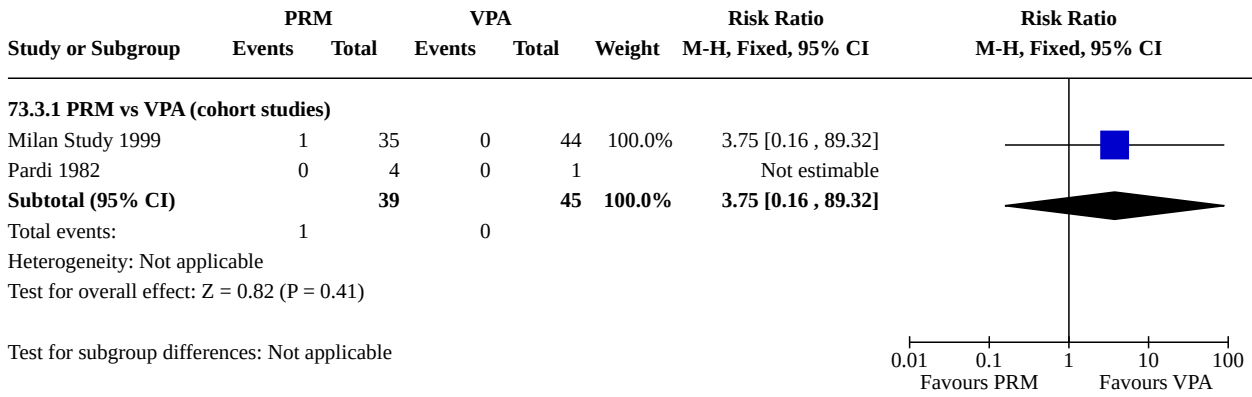 PRM VPA Risk Ratio Risk Ratio
Study or Subgroup Events Total Events Total Weight M-H, Fixed, 95% CI M-H, Fixed, 95% CI
73.3.1 PRM vs VPA (cohort studies)
Milan Study 1999 1 35 0 44 100.0% 3.75 [0.16 , 89.32]
Pardi 1982 0 4 0 1 Not estimable
Subtotal (95% CI) 39 45 100.0% 3.75 [0.16 , 89.32]
Total events: 1 0
Heterogeneity: Not applicable
Test for overall effect: Z = 0.82 (P = 0.41)
Test for subgroup differences: Not applicable
0.01 0.1 1 10 100
Favours PRM Favours VPA